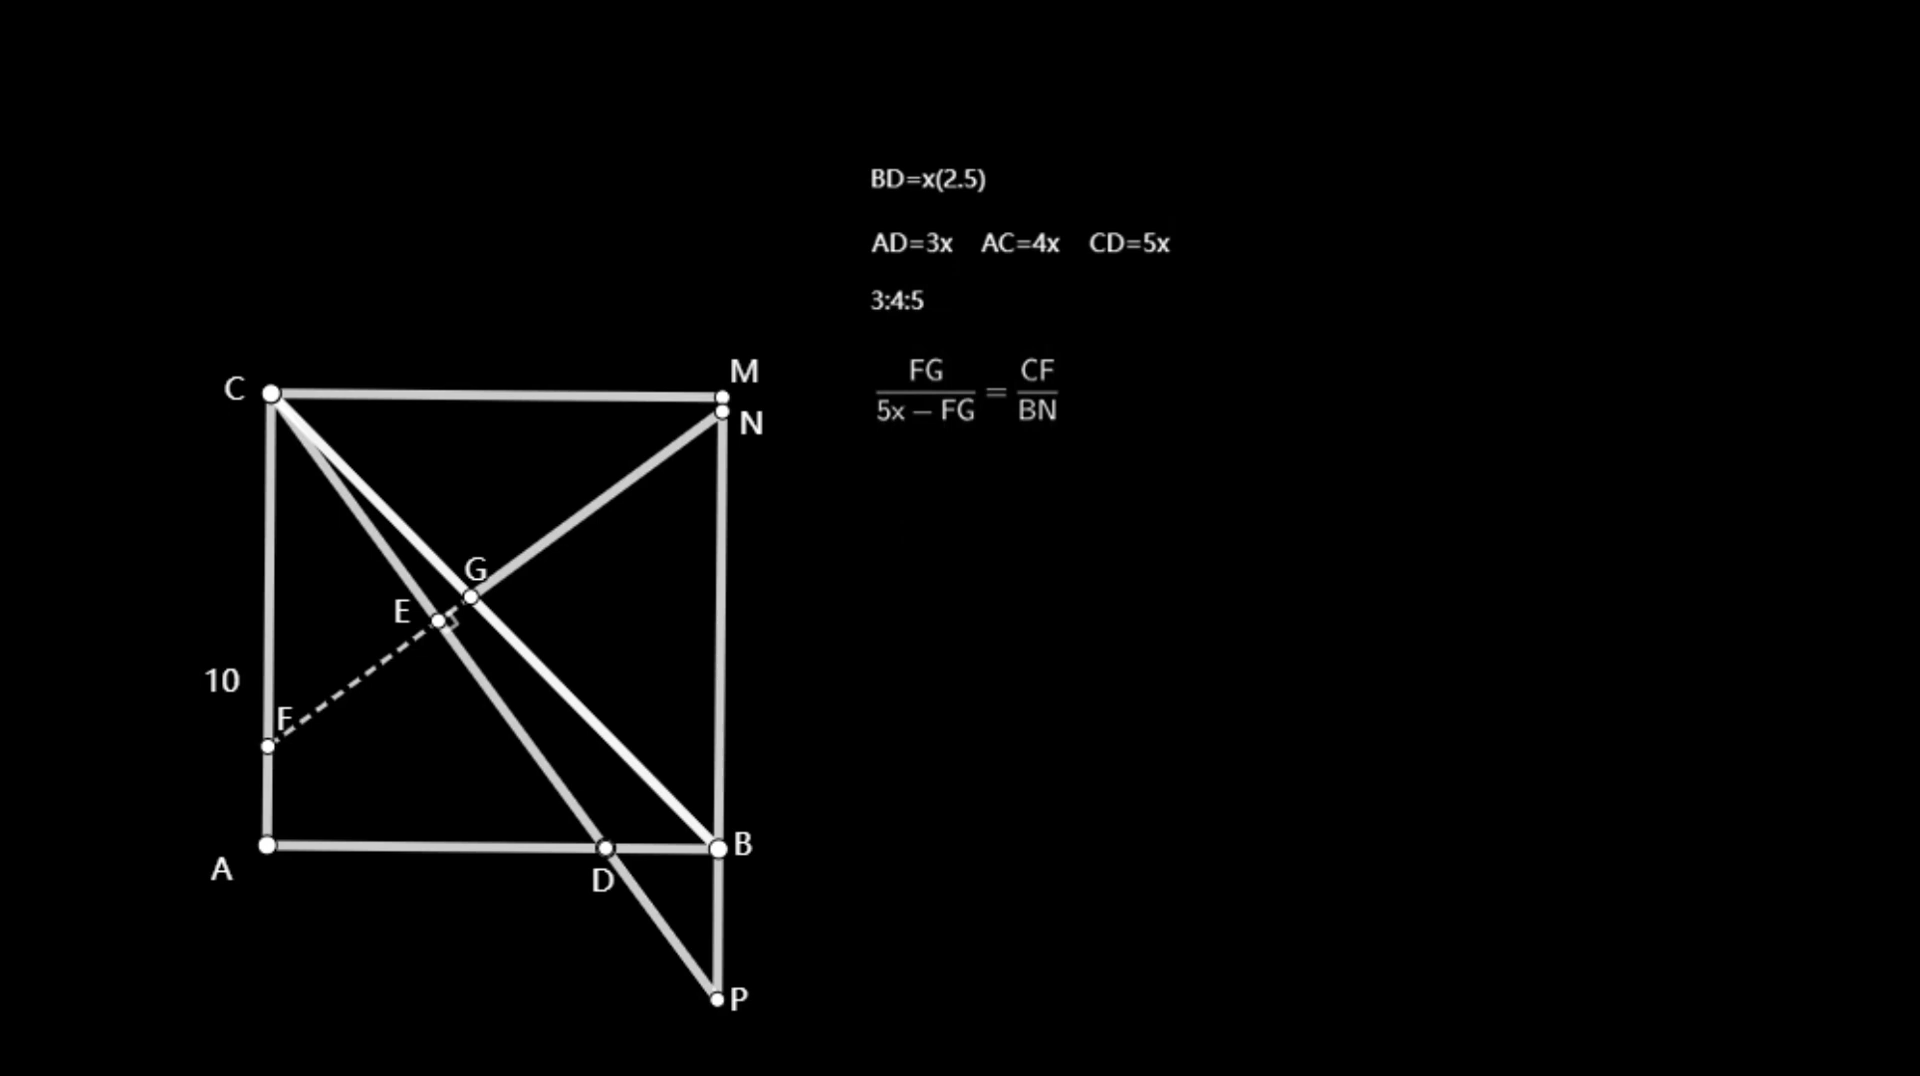 BD=x(2.5)
AD=3x AC=4x CD=5x
3:4:5
FG CF
5x – FG = BN
M
C
N
G
E
10
F
B
A
D
P